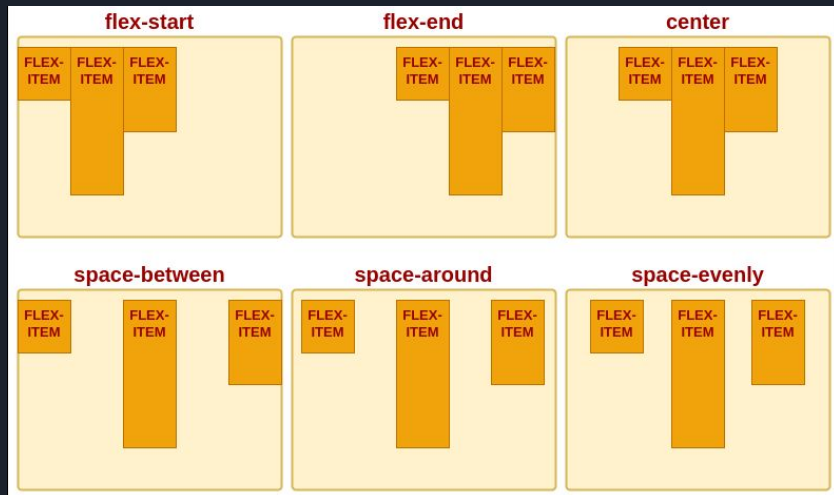 flex-start
flex-end
center
FLEX-
ITEM
FLEX-
ITEM
FLEX-
ITEM
FLEX-
ITEM
FLEX-
ITEM
FLEX-
ITEM
FLEX-
ITEM
FLEX-
ITEM
FLEX-
ITEM
space-between
space-around
space-evenly
FLEX-
ITEM
FLEX-
ITEM
FLEX-
ITEM
FLEX-
ITEM
FLEX-
ITEM
FLEX-
ITEM
FLEX-
ITEM
FLEX-
ITEM
FLEX-
ITEM